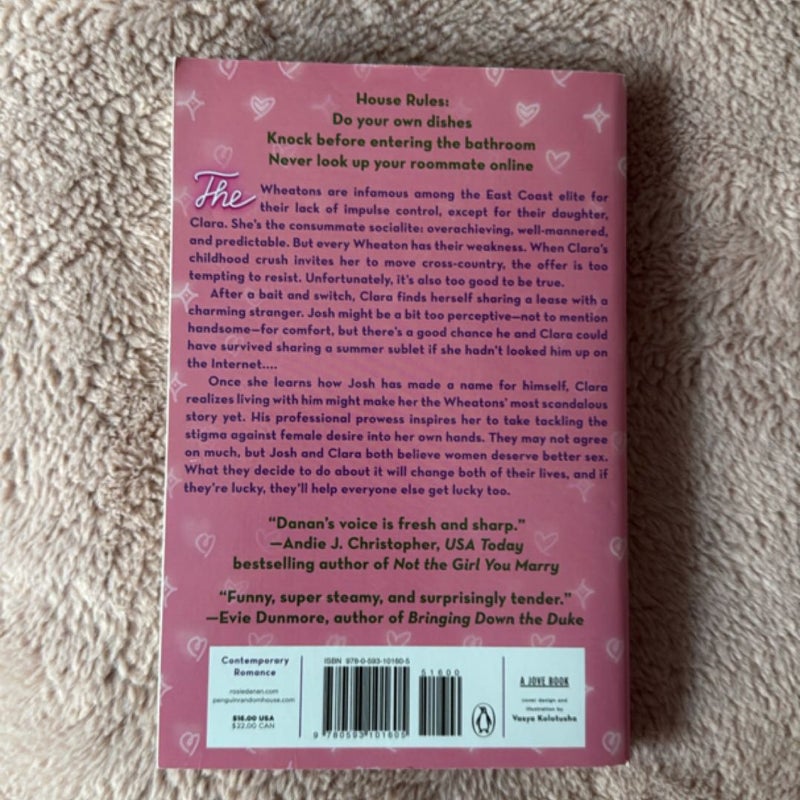 House Rules:
Do your own dishes
Knock before entering the bathroom
Never look up your roommate online
The Wheatons are infamous among the East Coast elite for
their lack of impulse control, except for their daughter,
Clara. She's the consummate socialite: overachieving, well-mannered,
and predictable. But every Wheaton has their weakness. When Clara's
childhood crush invites her to move cross-country, the offer is too
tempting to resist. Unfortunately, it's also too good to be true.
After a bait and switch, Clara finds herself sharing a lease with a
charming stranger. Josh might be a bit too perceptive—not to mention
handsome—for comfort, but there's a good chance he and Clara could
have survived sharing a summer sublet if she hadn't looked him up on
the Internet....
Once she learns how Josh has made a name for himself, Clara
realizes living with him might make her the Wheatons' most scandalous
story yet. His professional prowess inspires her to take tackling the
stigma against female desire into her own hands. They may not agree
on much, but Josh and Clara both believe women deserve better sex.
What they decide to do about it will change both of their lives, and if
they're lucky, they'll help everyone else get lucky too.
"Danan's voice is fresh and sharp."
—Andie J. Christopher, USA Today
bestselling author of Not the Girl You Marry
"Funny, super steamy, and surprisingly tender."
—Evie Dunmore, author of Bringing Down the Duke
Contemporary
Romance
rosiedanan.com
penguinrandomhouse.com
$16.00 USA
$22.00 CAN
ISBN 978-0-593-10160-5
51600
9 780593 101605
A JOVE BOOK
cover design and
illustration by
Vasya Kolotusha